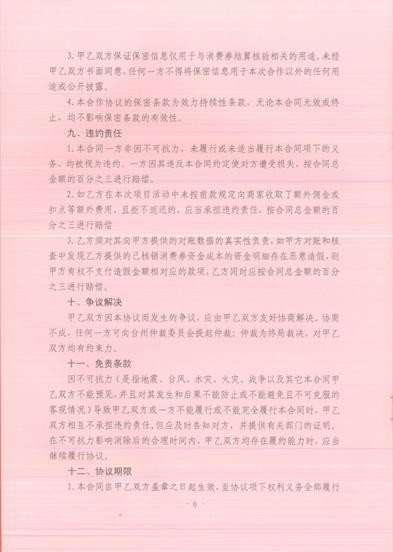 3.甲乙双方保证保密信息仅用于与消费券结算核验相关的用途,未经
甲乙双方书面同意,任何一方不得将保密信息用于本次合作以外的任何用
途或公开披露。
4.本合作协议的保密条款为效力持续性条款,无论本合同无效或终
止,均不影响保密条款的有效性。
九、违约责任
1.本合同一方非因不可抗力,未履行或未适当履行本合同项下的义
务,均被视为违约。一方因其违反本合同约定使对方遭受损失,按合同总
金额的百分之三进行赔偿。
2.如乙方在本次项目活动中未按前款规定向商家收取了额外佣金或
扣点等额外费用,且拒不返还的,应当承担违约责任,按合同总金额的百
分之三进行赔偿
3.乙方须对其向甲方提供的对账数据的真实性负责,如甲方对账和核
查中发现乙方提供的已核销消费券资金成本的资金明细存在恶意造假,则
甲方有权不支付造假金额相对应的款项,乙方同时应按合同总金额的百分
之三进行赔偿。
十、争议解决
甲乙双方因本协议而发生的争议,应由甲乙双方友好协商解决。协商
不成,任何一方可向台州仲裁委员会提起仲裁;仲裁为终局裁决,对甲乙
双方均有约束力。
十一、免责条款
因不可抗力(是指地震、台风、水灾、火灾、战争以及其它本合同甲
乙双方不能预见,并且对其发生和后果不能防止或不能避免且不可克服的
客观情况)导致甲乙双方或一方不能履行或不能完全履行本合同时,甲乙
双方相互不承担违约责任,但应及时告知对方,并提供有关部门的证明。
在不可抗力影响消除后的合理时间内,甲乙双方均存在履约能力时,应当
继续履行协议。
十二、协议期限
1.本合同自甲乙双方盖章之日起生效,至协议项下权利义务全部履行
- 6 -